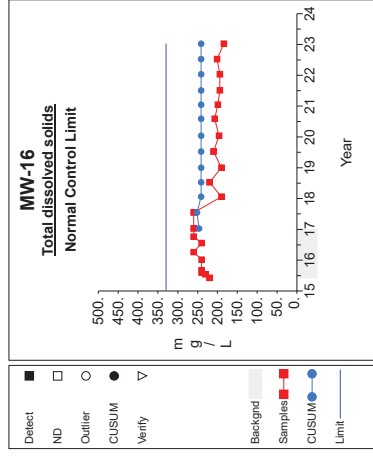 MW-16
Total dissolved solids
Normal Control Limit
500.
450.
400.
350.
300.
250.
200.
150.
100.
50.
0.
m
g
/
L
15 16 17 18 19 20 21 22 23 24
Year
Detect
ND
Outlier
CUSUM
Verify
Backgnd
Samples
CUSUM
Limit